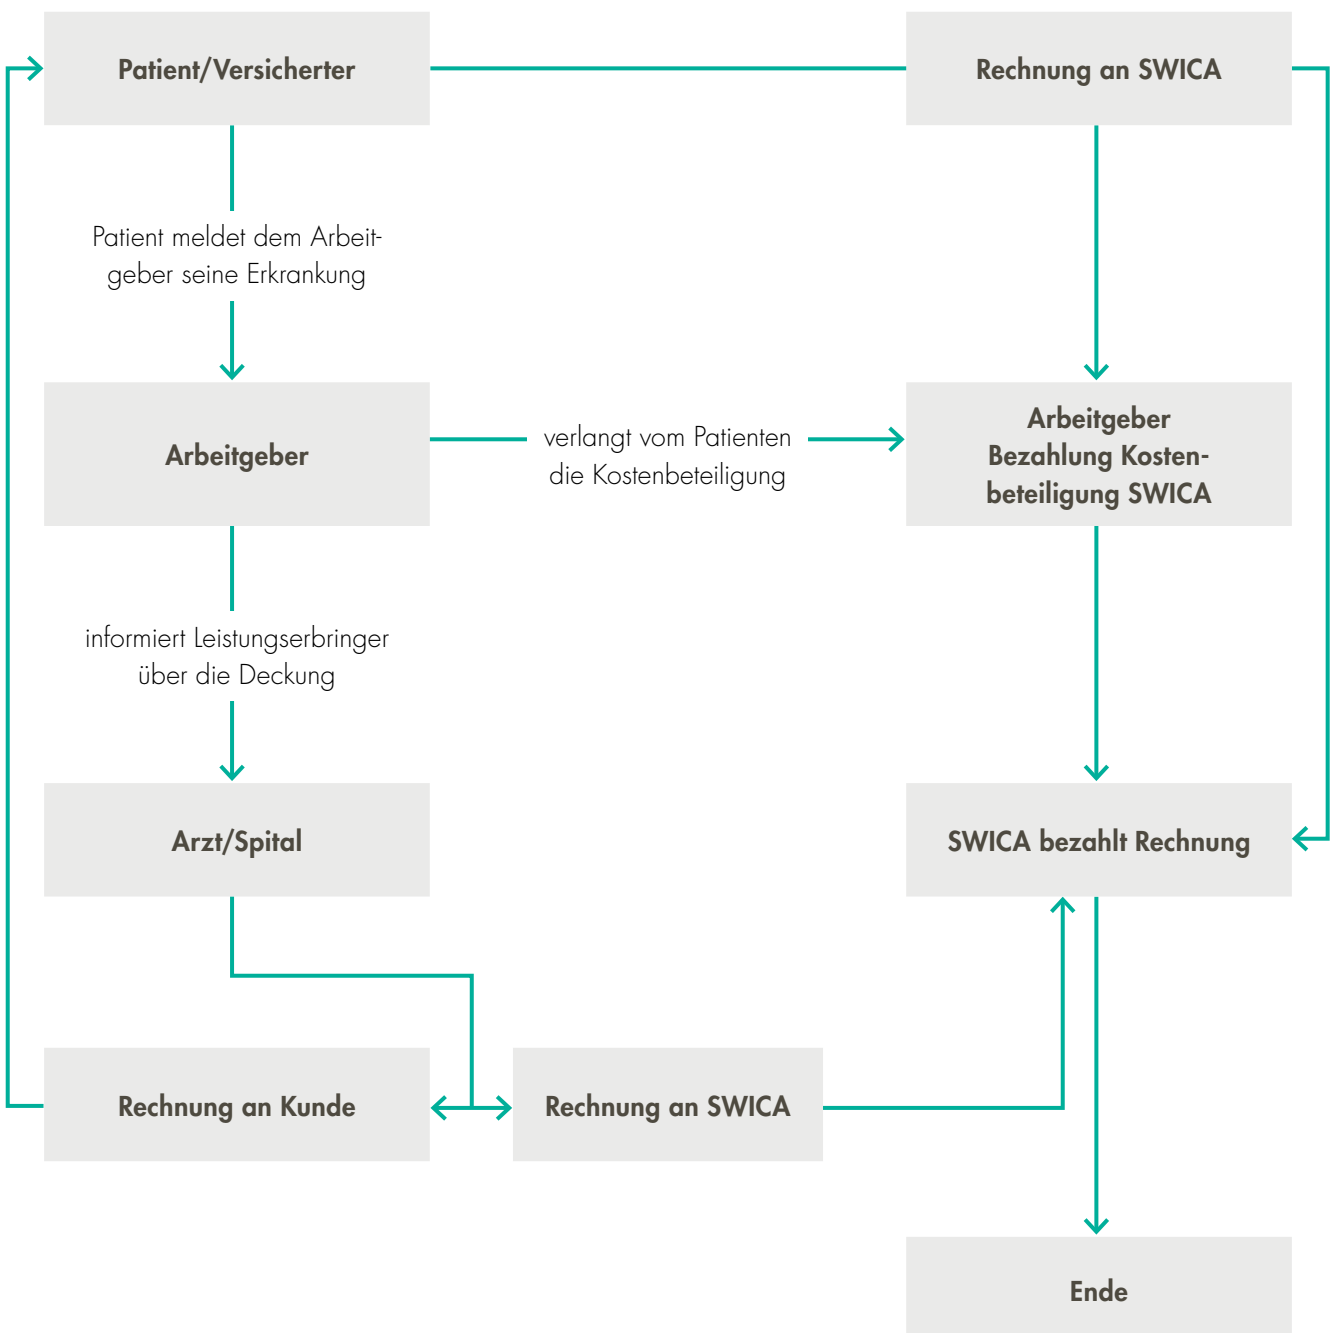 Patient/Versicherter
Rechnung an SWICA
Patient meldet dem Arbeit-
geber seine Erkrankung
Arbeitgeber
verlangt vom Patienten
die Kostenbeteiligung
Arbeitgeber
Bezahlung Kosten-
beteiligung SWICA
informiert Leistungserbringer
über die Deckung
Arzt/Spital
SWICA bezahlt Rechnung
Rechnung an Kunde
Rechnung an SWICA
Ende